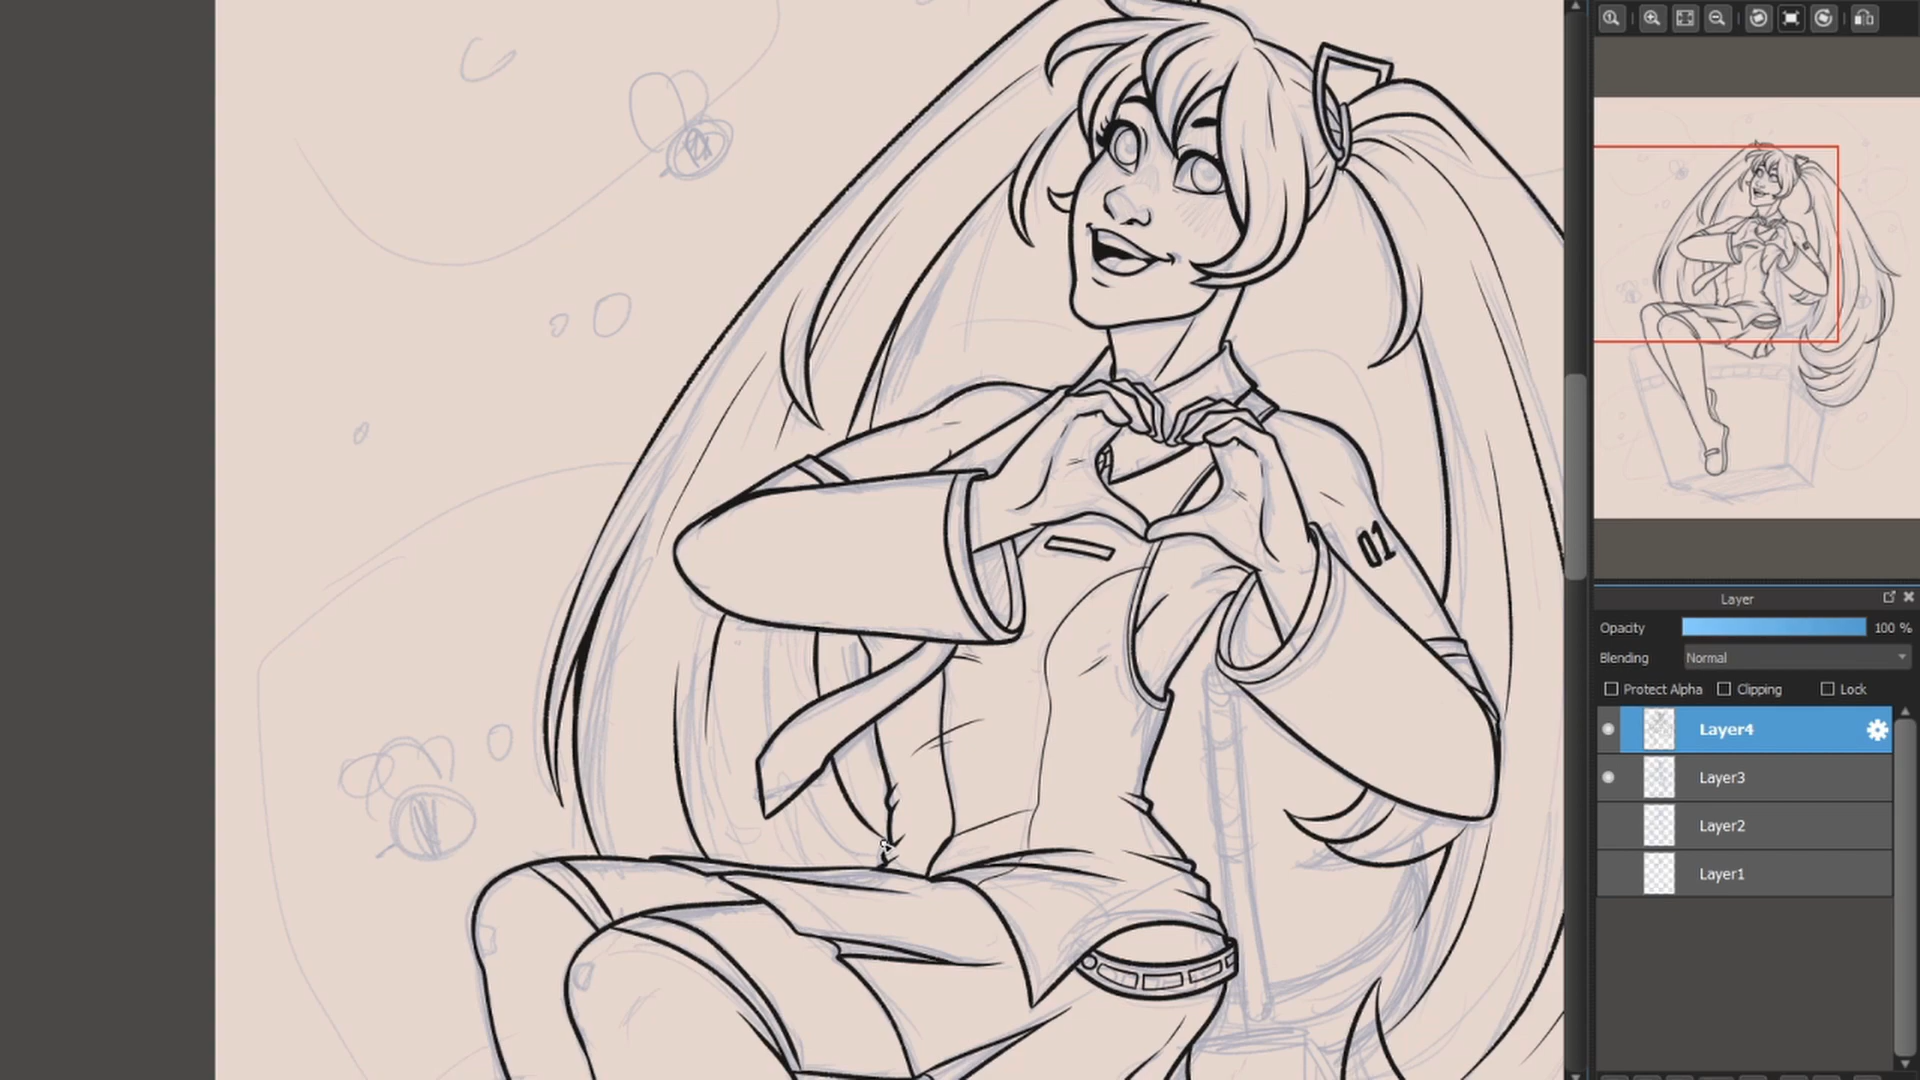 01
Layer
Opacity 100 %
Blending Normal
Protect Alpha Clipping Lock
Layer4
Layer3
Layer2
Layer1